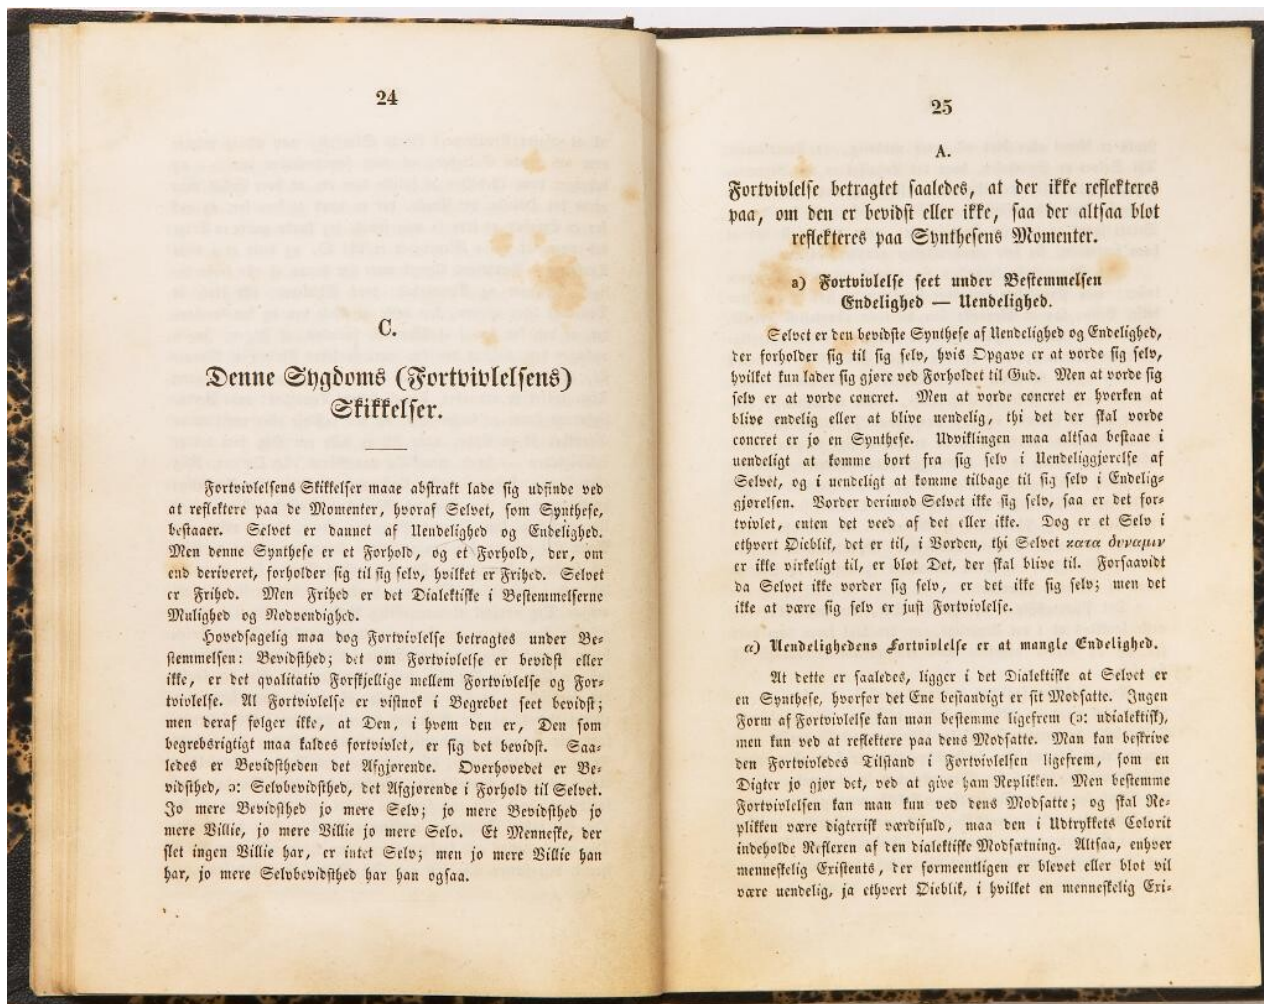 24
C.
Denne Sygdoms (Fortvivlelsens)
Skikkelser.
Fortvivlelsens Skikkelser maae abstrakt lade sig udfinde ved
at reflektere paa de Momenter, hvoraf Selvet, som Synthese,
bestaaer. Selvet er dannet af Uendelighed og Endelighed.
Men denne Synthese er et Forhold, og et Forhold, der, om
end deriveret, forholder sig til sig selv, hvilket er Frihed. Selvet
er Frihed. Men Frihed er det Dialektiske i Bestemmelserne
Mulighed og Nødvendighed.
Hovedsagelig maa dog Fortvivlelse betragtes under Be-
stemmelsen: Bevidsthed; det om Fortvivlelse er bevidst eller
ikke, er det qvalitativ Forskjellige mellem Fortvivlelse og For-
tvivlelse. Al Fortvivlelse er vistnok i Begrebet seet bevidst;
men deraf følger ikke, at Den, i hvem den er, Den som
begrebsrigtigt maa kaldes fortvivlet, er sig det bevidst. Saa-
ledes er Bevidstheden det Afgjørende. Overhovedet er Be-
vidsthed, ɔ: Selvbevidsthed, det Afgjørende i Forhold til Selvet.
Jo mere Bevidsthed jo mere Selv; jo mere Bevidsthed jo
mere Villie, jo mere Villie jo mere Selv. Et Menneske, der
slet ingen Villie har, er intet Selv; men jo mere Villie han
har, jo mere Selvbevidsthed har han ogsaa.
25
A.
Fortvivlelse betragtet saaledes, at der ikke reflekteres
paa, om den er bevidst eller ikke, saa der altsaa blot
reflekteres paa Synthesens Momenter.
a) Fortvivlelse seet under Bestemmelsen
Endelighed — Uendelighed.
Selvet er den bevidste Synthese af Uendelighed og Endelighed,
der forholder sig til sig selv, hvis Opgave er at vorde sig selv,
hvilket kun lader sig gjøre ved Forholdet til Gud. Men at vorde sig
selv er at vorde concret. Men at vorde concret er hverken at
blive endelig eller at blive uendelig, thi det der skal vorde
concret er jo en Synthese. Udviklingen maa altsaa bestaae i
uendeligt at komme bort fra sig selv i Uendeliggjørelse af
Selvet, og i uendeligt at komme tilbage til sig selv i Endelig-
gjørelsen. Vorder derimod Selvet ikke sig selv, saa er det for-
tvivlet, enten det veed af det eller ikke. Dog er et Selv i
ethvert Øieblik, det er til, i Vorden, thi Selvet κατα δυναμιν
er ikke virkeligt til, er blot Det, der skal blive til. Forsaavidt
da Selvet ikke vorder sig selv, er det ikke sig selv; men det
ikke at være sig selv er just Fortvivlelse.
α) Uendelighedens Fortvivlelse er at mangle Endelighed.
At dette er saaledes, ligger i det Dialektiske at Selvet er
en Synthese, hvorfor det Ene bestandigt er sit Modsatte. Ingen
Form af Fortvivlelse kan man bestemme ligefrem (ɔ: udialektisk),
men kun ved at reflektere paa dens Modsatte. Man kan beskrive
den Fortvivledes Tilstand i Fortvivlelsen ligefrem, som en
Digter jo gjør det, ved at give ham Replikken. Men bestemme
Fortvivlelsen kan man kun ved dens Modsatte; og skal Re-
plikken være digterisk værdifuld, maa den i Udtrykkets Colorit
indeholde Reflexen af den dialektiske Modsætning. Altsaa, enhver
menneskelig Existents, der formeentligen er blevet eller blot vil
være uendelig, ja ethvert Øieblik, i hvilket en menneskelig Exi-